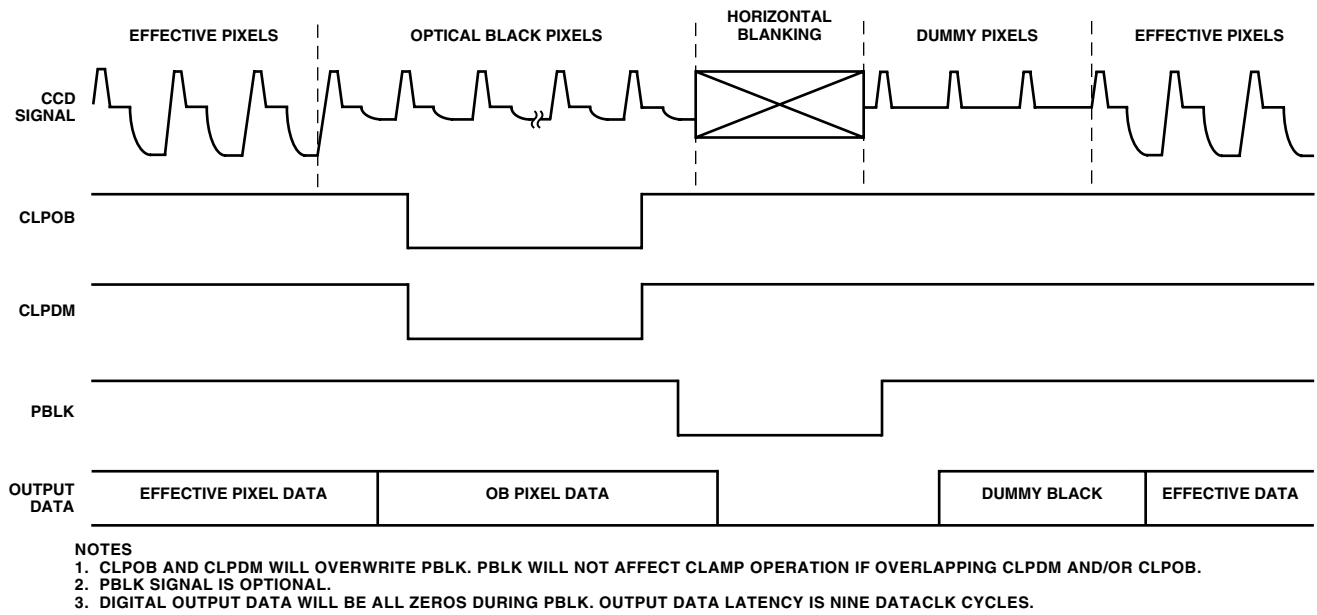 HORIZONTAL
BLANKING
EFFECTIVE PIXELS
OPTICAL BLACK PIXELS
DUMMY PIXELS
EFFECTIVE PIXELS
CCD
SIGNAL
CLPOB
CLPDM
PBLK
OUTPUT
DATA
EFFECTIVE PIXEL DATA
OB PIXEL DATA
DUMMY BLACK
EFFECTIVE DATA
NOTES
1. CLPOB AND CLPDM WILL OVERWRITE PBLK. PBLK WILL NOT AFFECT CLAMP OPERATION IF OVERLAPPING CLPDM AND/OR CLPOB.
2. PBLK SIGNAL IS OPTIONAL.
3. DIGITAL OUTPUT DATA WILL BE ALL ZEROS DURING PBLK. OUTPUT DATA LATENCY IS NINE DATACLK CYCLES.